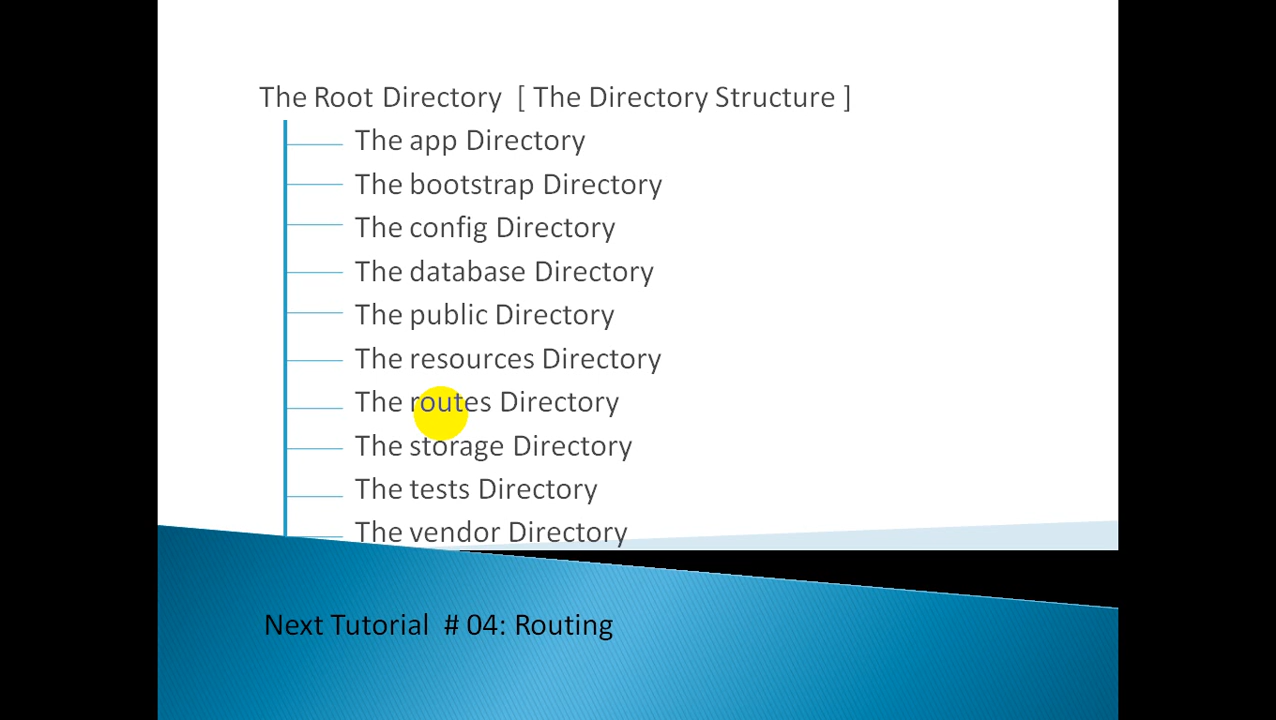 The Root Directory [ The Directory Structure ]
The app Directory
The bootstrap Directory
The config Directory
The database Directory
The public Directory
The resources Directory
The routes Directory
The storage Directory
The tests Directory
The vendor Directory
Next Tutorial # 04: Routing